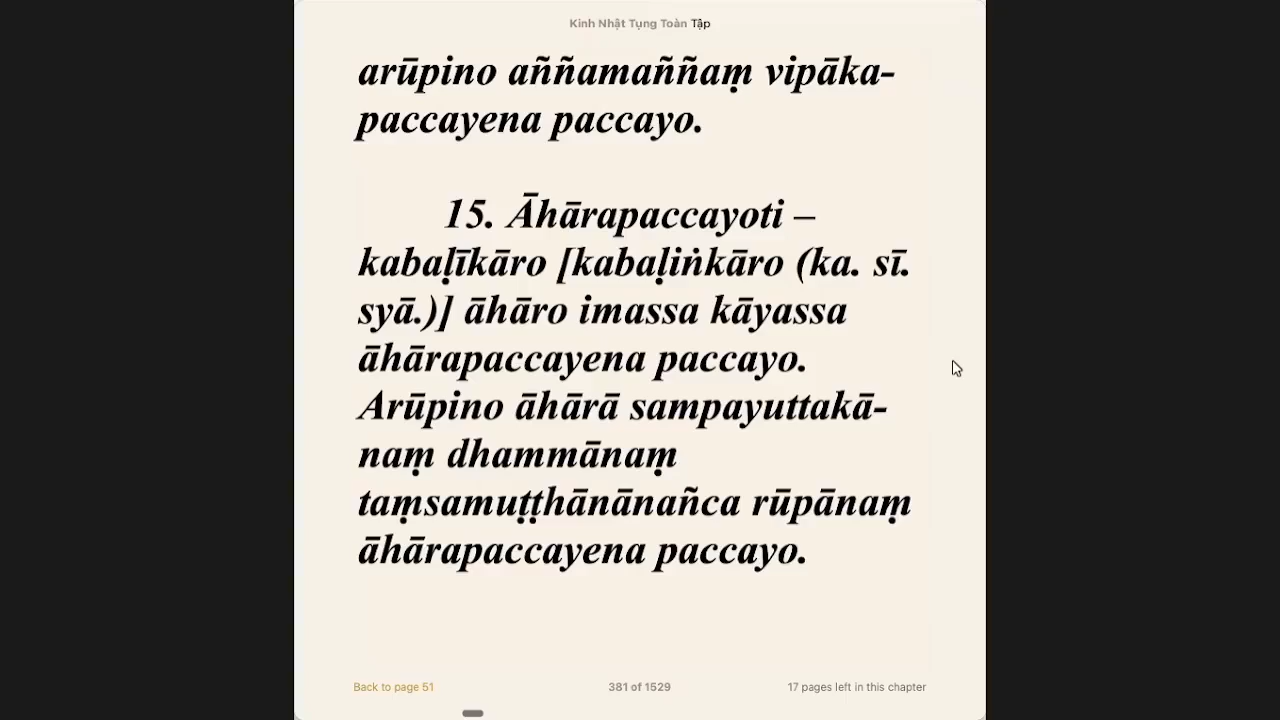 Kinh Nhật Tụng Toàn Tập
arūpino aññamaññaṃ vipāka-
paccayena paccayo.
15. Āhārapaccayoti –
kabaḷīkāro [kabaḷiṅkāro (ka. sī.
syā.)] āhāro imassa kāyassa
āhārapaccayena paccayo.
Arūpino āhārā sampayuttakā-
naṃ dhammānaṃ
taṃsamuṭṭhānānañca rūpānaṃ
āhārapaccayena paccayo.
Back to page 51
381 of 1529
17 pages left in this chapter